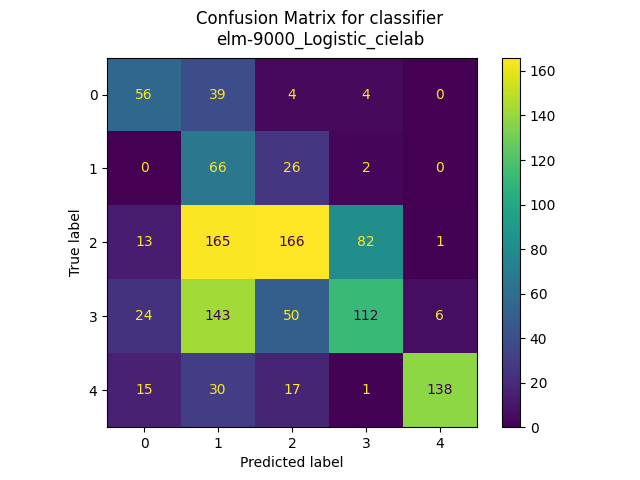 Confusion Matrix for classifier
elm-9000_Logistic_cielab
0 56 39 4 4 0
1 0 66 26 2 0
2 13 165 166 82 1
3 24 143 50 112 6
4 15 30 17 1 138
0 1 2 3 4
True label
Predicted label
160
140
120
100
80
60
40
20
0